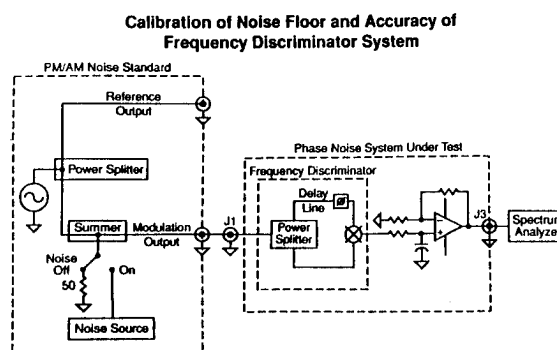 Calibration of Noise Floor and Accuracy of
Frequency Discriminator System
PM/AM Noise Standard
Reference
Output
Power Splitter
Summer
Modulation
Output
Noise
Off
50
On
Noise Source
J1
Phase Noise System Under Test
Frequency Discriminator
Delay
Line
Ø
Power
Splitter
−
+
J3
Spectrum
Analyzer